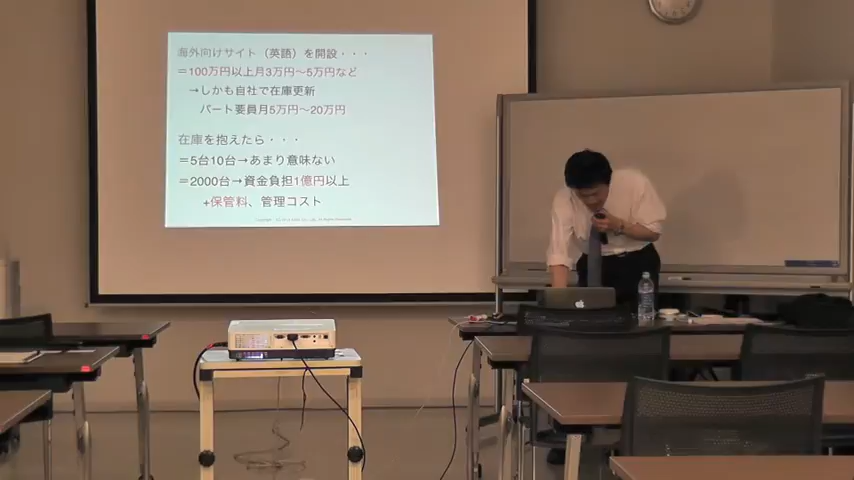 海外向けサイト（英語）を開設・・・
＝100万円以上月3万円〜5万円など
→しかも自社で在庫更新
パート要員月5万円〜20万円
在庫を抱えたら・・・
＝5台10台→あまり意味ない
＝2000台→資金負担1億円以上
+保管料、管理コスト